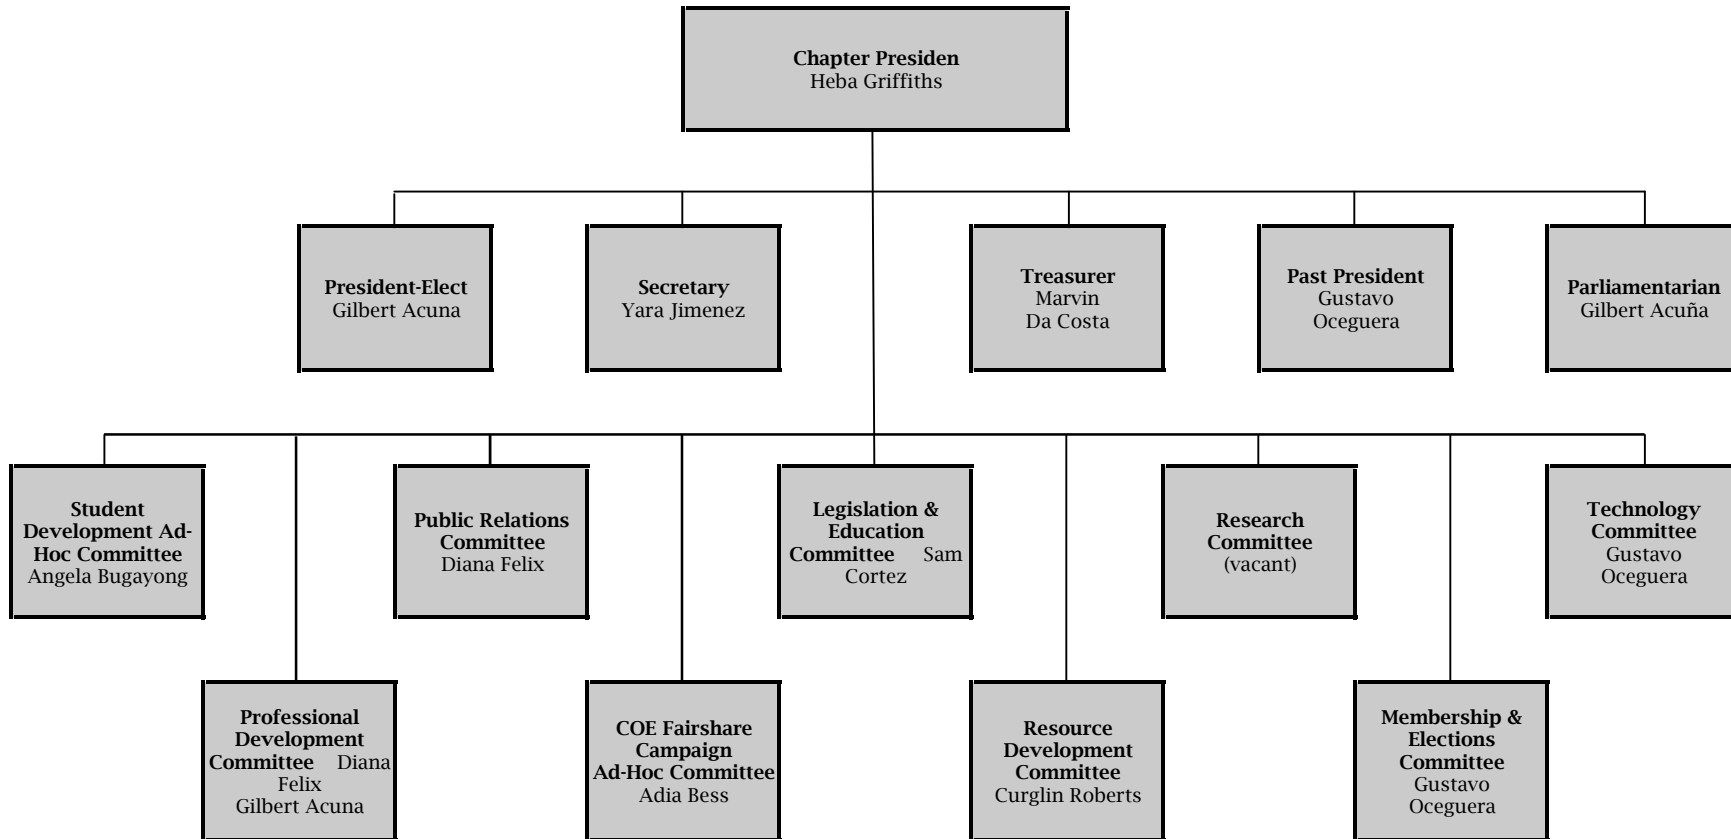 Chapter Presiden
Heba Griffiths
President-Elect
Gilbert Acuna
Secretary
Yara Jimenez
Treasurer
Marvin
Da Costa
Past President
Gustavo
Oceguera
Parliamentarian
Gilbert Acuña
Student
Development Ad-
Hoc Committee
Angela Bugayong
Public Relations
Committee
Diana Felix
Legislation &
Education
Committee Sam
Cortez
Research
Committee
(vacant)
Technology
Committee
Gustavo
Oceguera
Professional
Development
Committee Diana
Felix
Gilbert Acuna
COE Fairshare
Campaign
Ad-Hoc Committee
Adia Bess
Resource
Development
Committee
Curglin Roberts
Membership &
Elections
Committee
Gustavo
Oceguera